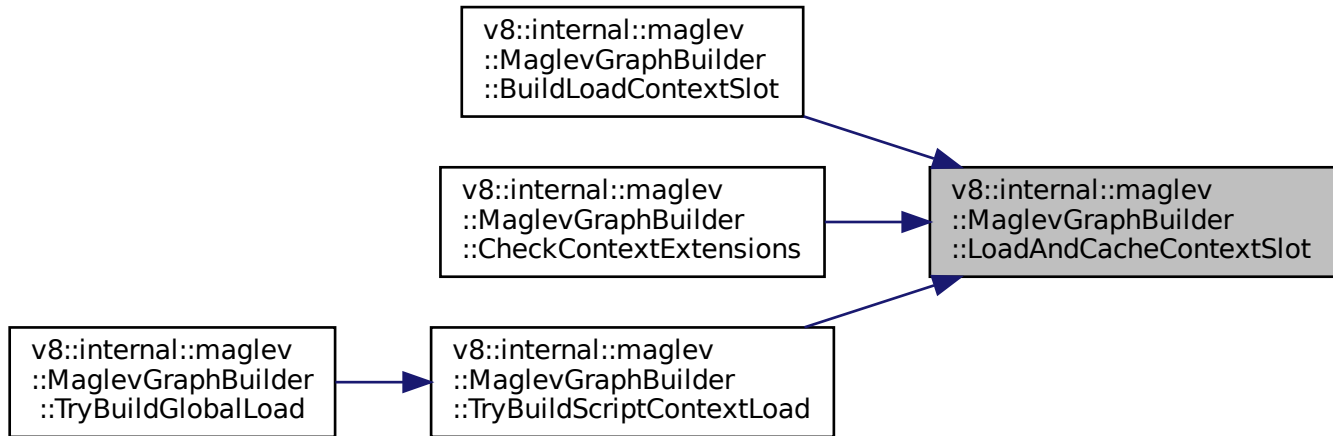 v8::internal::maglev
::MaglevGraphBuilder
::BuildLoadContextSlot
v8::internal::maglev
::MaglevGraphBuilder
::CheckContextExtensions
v8::internal::maglev
::MaglevGraphBuilder
::LoadAndCacheContextSlot
v8::internal::maglev
::MaglevGraphBuilder
::TryBuildGlobalLoad
v8::internal::maglev
::MaglevGraphBuilder
::TryBuildScriptContextLoad